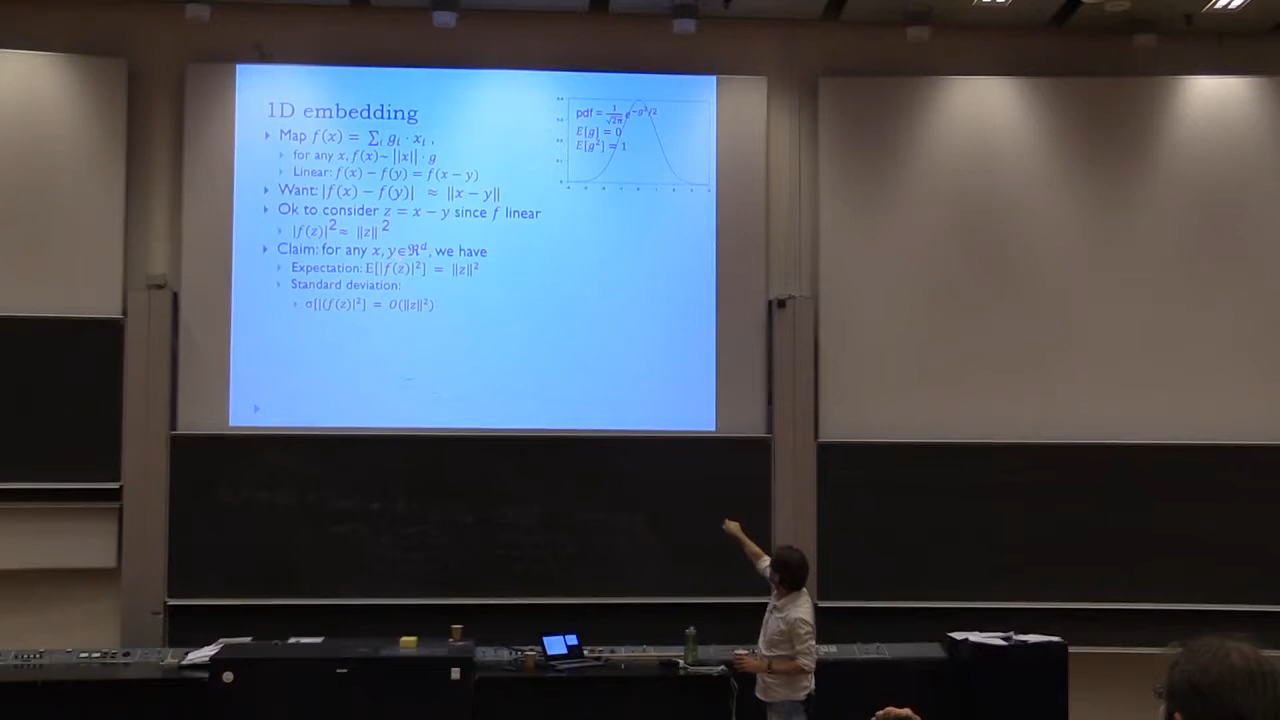 1D embedding
Map f(x) = ∑ᵢ gᵢ · xᵢ ,
for any x, f(x)~ ||x|| · g
Linear: f(x) − f(y) = f(x − y)
Want: |f(x) − f(y)| ≈ ‖x − y‖
Ok to consider z = x − y since f linear
|f(z)|² ≈ ‖z‖²
Claim: for any x, y∈ℜᵈ, we have
Expectation: E[|f(z)|²] = ‖z‖²
Standard deviation:
σ[|(f(z)|²] = O(‖z‖²)
pdf = 1/√2π e^−g²/2
E[g] = 0
E[g²] = 1